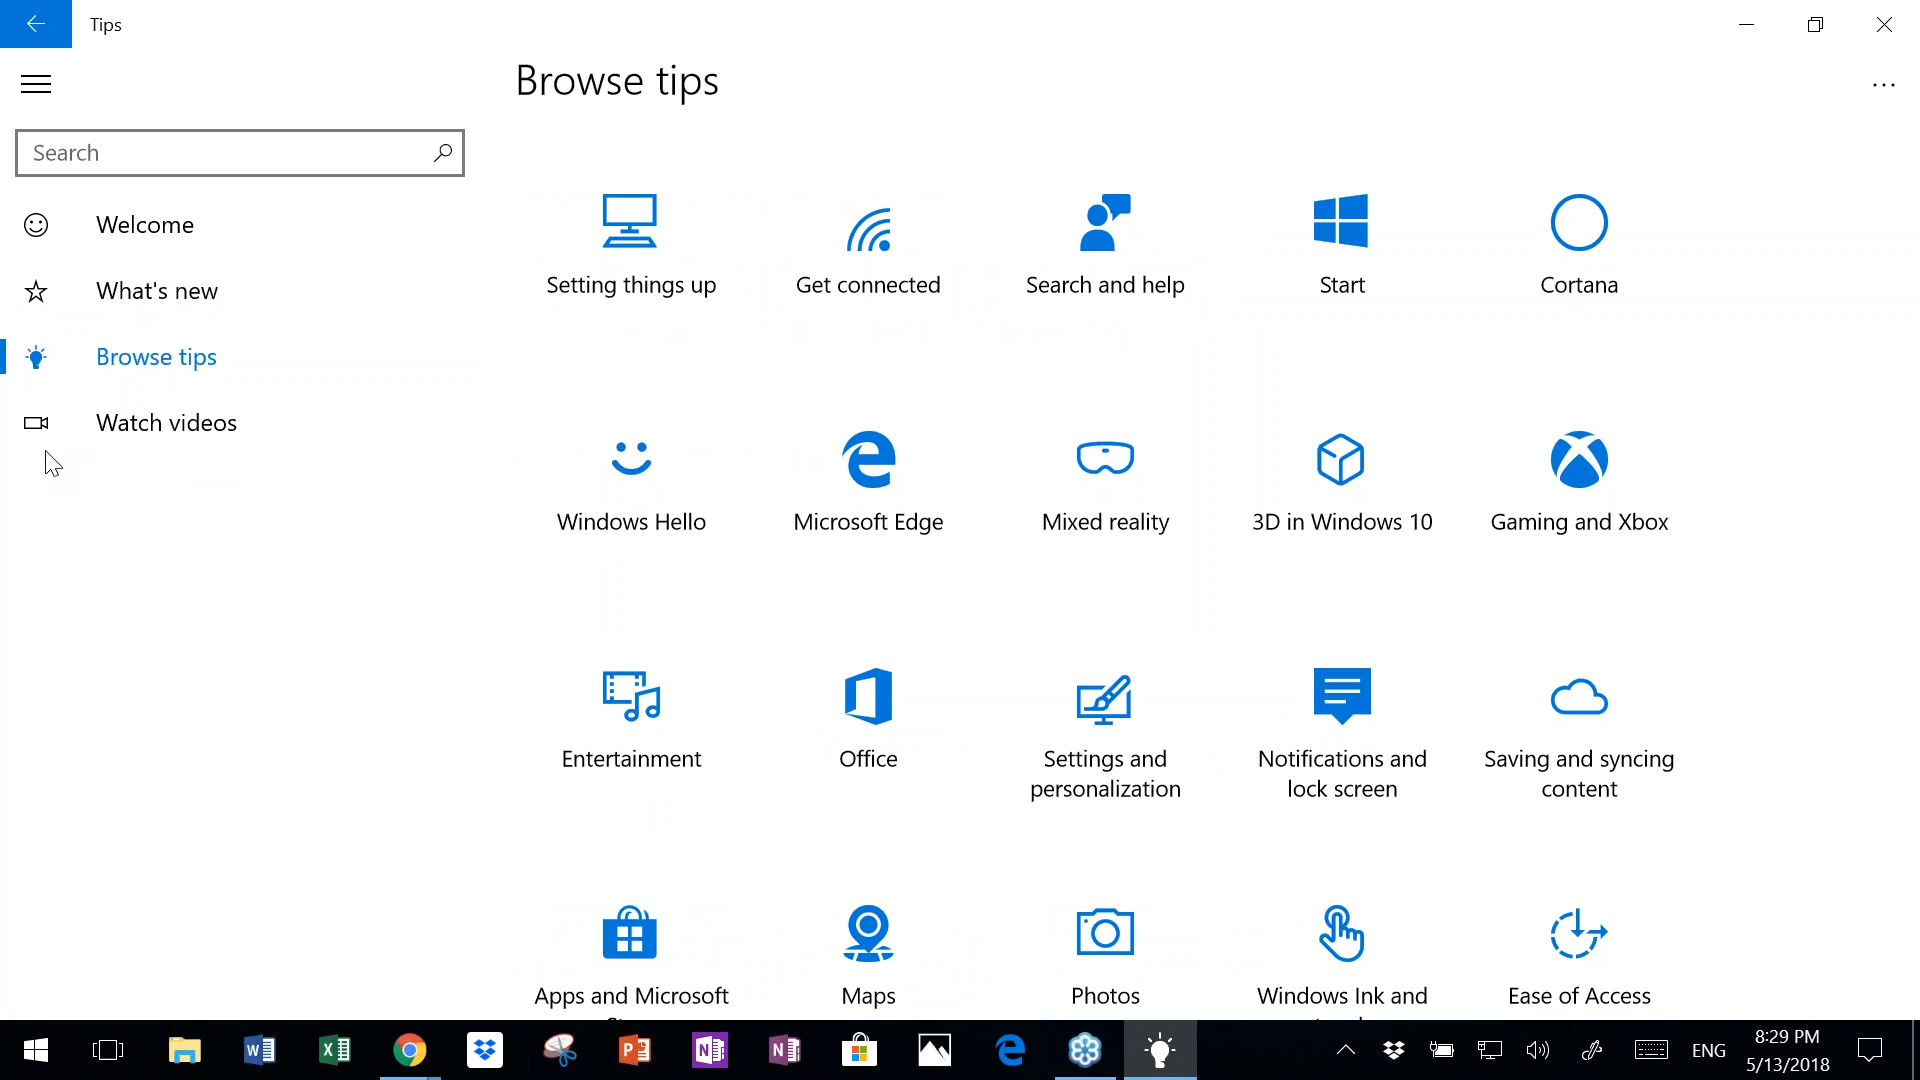 Tips
Browse tips
Search
Welcome
What's new
Browse tips
Watch videos
Setting things up
Get connected
Search and help
Start
Cortana
Windows Hello
Microsoft Edge
Mixed reality
3D in Windows 10
Gaming and Xbox
Entertainment
Office
Settings and
personalization
Notifications and
lock screen
Saving and syncing
content
Apps and Microsoft
Maps
Photos
Windows Ink and
Ease of Access
ENG
8:29 PM
5/13/2018